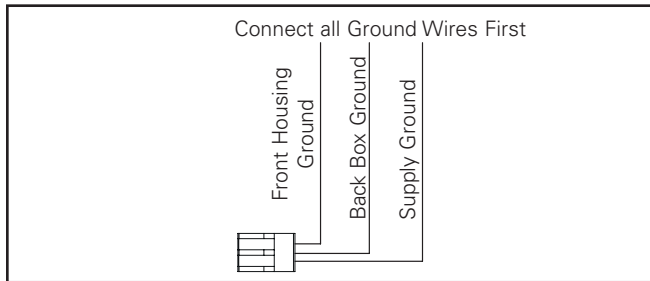 Connect all Ground Wires First
Front Housing
Ground
Back Box Ground
Supply Ground